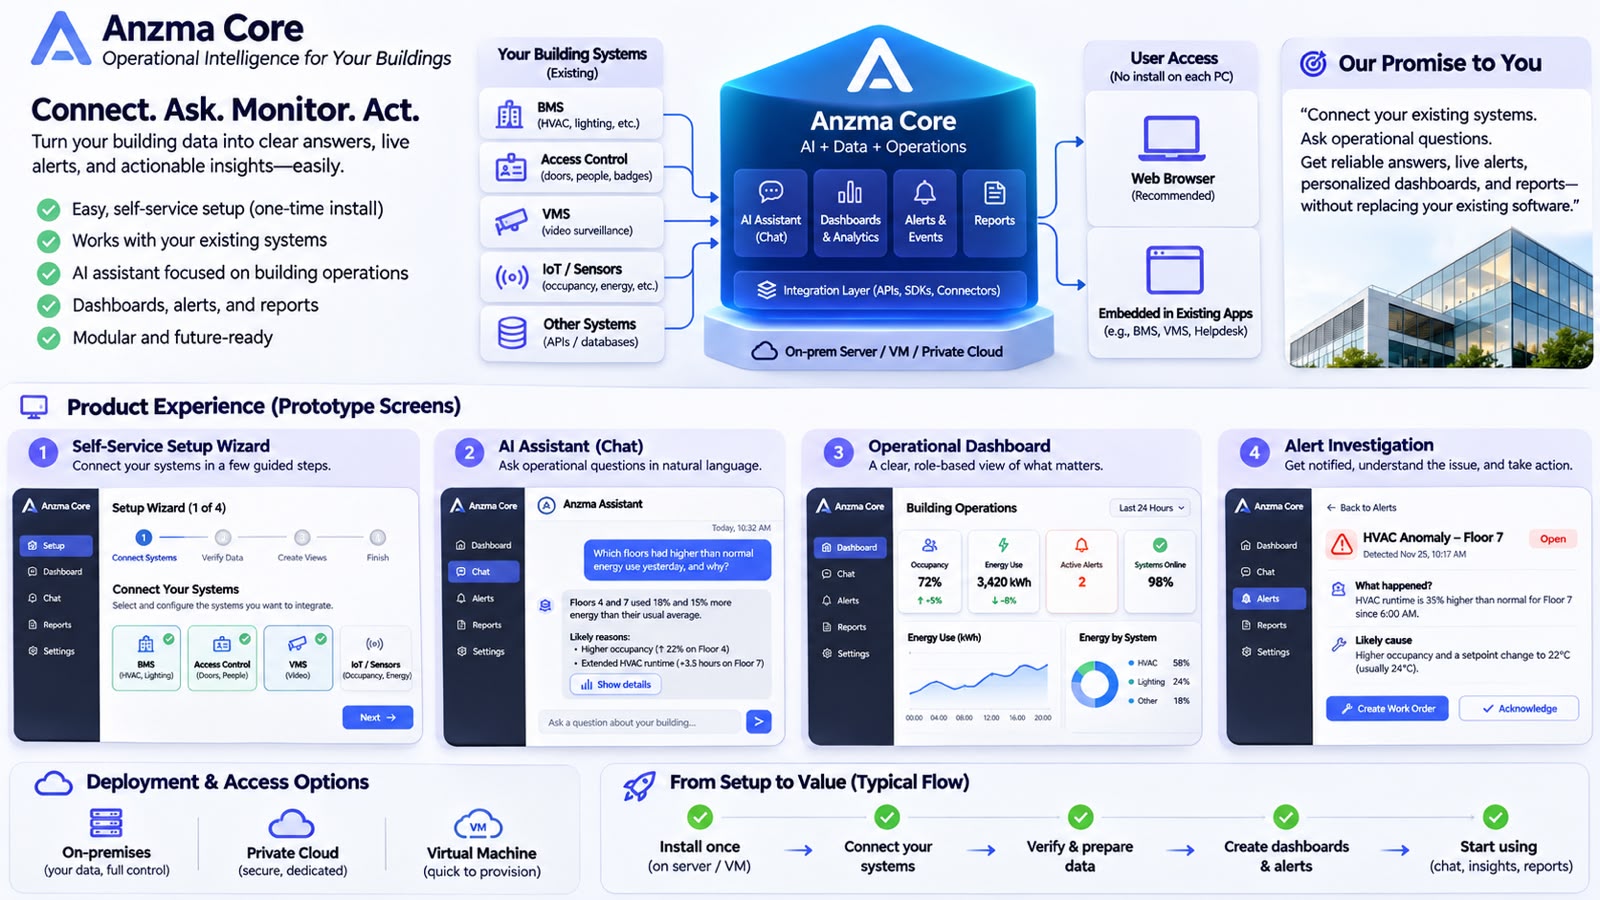 Anzma Core
Operational Intelligence for Your Buildings
Connect. Ask. Monitor. Act.
Turn your building data into clear answers, live
alerts, and actionable insights—easily.
Easy, self-service setup (one-time install)
Works with your existing systems
AI assistant focused on building operations
Dashboards, alerts, and reports
Modular and future-ready
Your Building Systems
(Existing)
BMS
(HVAC, lighting, etc.)
Access Control
(doors, people, badges)
VMS
(video surveillance)
IoT / Sensors
(occupancy, energy, etc.)
Other Systems
(APIs / databases)
Anzma Core
AI + Data + Operations
AI Assistant
(Chat)
Dashboards
& Analytics
Alerts &
Events
Reports
Integration Layer (APIs, SDKs, Connectors)
On-prem Server / VM / Private Cloud
User Access
(No install on each PC)
Web Browser
(Recommended)
Embedded in Existing Apps
(e.g., BMS, VMS, Helpdesk)
Our Promise to You
“Connect your existing systems.
Ask operational questions.
Get reliable answers, live alerts,
personalized dashboards, and reports—
without replacing your existing software.”
Product Experience (Prototype Screens)
1
Self-Service Setup Wizard
Connect your systems in a few guided steps.
Anzma Core
Setup
Dashboard
Chat
Reports
Settings
Setup Wizard (1 of 4)
1
Connect Systems
Verify Data
Create Views
Finish
Connect Your Systems
Select and configure the systems you want to integrate.
BMS
(HVAC, Lighting)
Access Control
(Doors, People)
VMS
(Video)
IoT / Sensors
(Occupancy, Energy)
Next →
2
AI Assistant (Chat)
Ask operational questions in natural language.
Anzma Core
Dashboard
Chat
Alerts
Reports
Settings
Anzma Assistant
Today, 10:32 AM
Which floors had higher than normal
energy use yesterday, and why?
Floors 4 and 7 used 18% and 15% more
energy than their usual average.
Likely reasons:
• Higher occupancy (↑ 22% on Floor 4)
• Extended HVAC runtime (+3.5 hours on Floor 7)
Show details
Ask a question about your building...
3
Operational Dashboard
A clear, role-based view of what matters.
Anzma Core
Dashboard
Chat
Alerts
Reports
Settings
Building Operations
Last 24 Hours
Occupancy
72%
↑ +5%
Energy Use
3,420 kWh
↓ −8%
Active Alerts
2
Systems Online
98%
Energy Use (kWh)
00:00 04:00 08:00 12:00 16:00 20:00
Energy by System
HVAC 58%
Lighting 24%
Other 18%
4
Alert Investigation
Get notified, understand the issue, and take action.
Anzma Core
Dashboard
Chat
Alerts
Reports
Settings
← Back to Alerts
HVAC Anomaly – Floor 7
Detected Nov 25, 10:17 AM
Open
What happened?
HVAC runtime is 35% higher than normal for Floor 7
since 6:00 AM.
Likely cause
Higher occupancy and a setpoint change to 22°C
(usually 24°C).
Create Work Order
Acknowledge
Deployment & Access Options
On-premises
(your data, full control)
Private Cloud
(secure, dedicated)
VM
Virtual Machine
(quick to provision)
From Setup to Value (Typical Flow)
Install once
(on server / VM)
Connect your
systems
Verify & prepare
data
Create dashboards
& alerts
Start using
(chat, insights, reports)